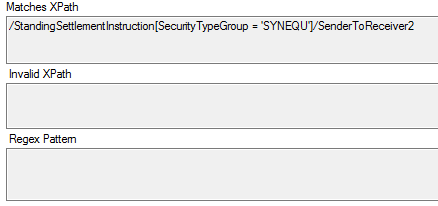 Matches XPath
/StandingSettlementInstruction[SecurityTypeGroup = 'SYNEQU']/SenderToReceiver2
Invalid XPath
Regex Pattern